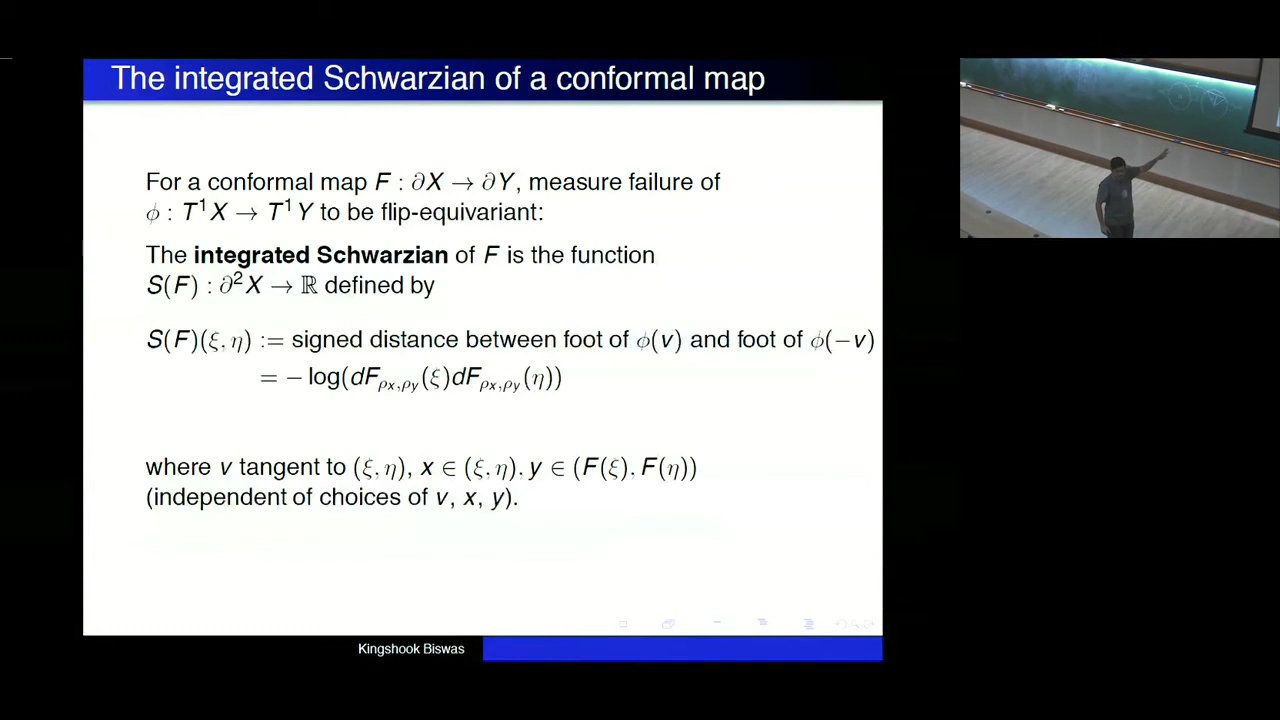 The integrated Schwarzian of a conformal map
For a conformal map F : ∂X → ∂Y, measure failure of
ϕ : T¹X → T¹Y to be flip-equivariant:
The integrated Schwarzian of F is the function
S(F) : ∂²X → ℝ defined by
S(F)(ξ, η) := signed distance between foot of ϕ(v) and foot of ϕ(−v)
= − log(dF_{ρx,ρy}(ξ)dF_{ρx,ρy}(η))
where v tangent to (ξ, η), x ∈ (ξ, η), y ∈ (F(ξ), F(η))
(independent of choices of v, x, y).
Kingshook Biswas